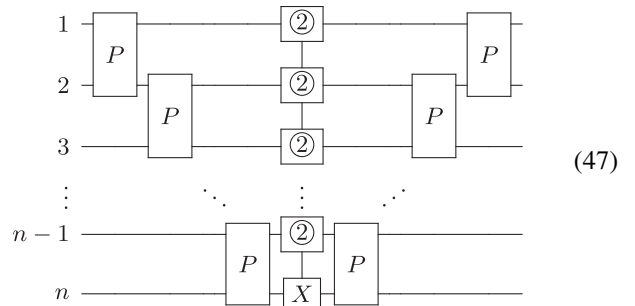 1 ②
P P
2 ②
P P
3 ②
(47)
⋮ ⋱ ⋮ ⋰ 
n − 1 ②
P P
n X